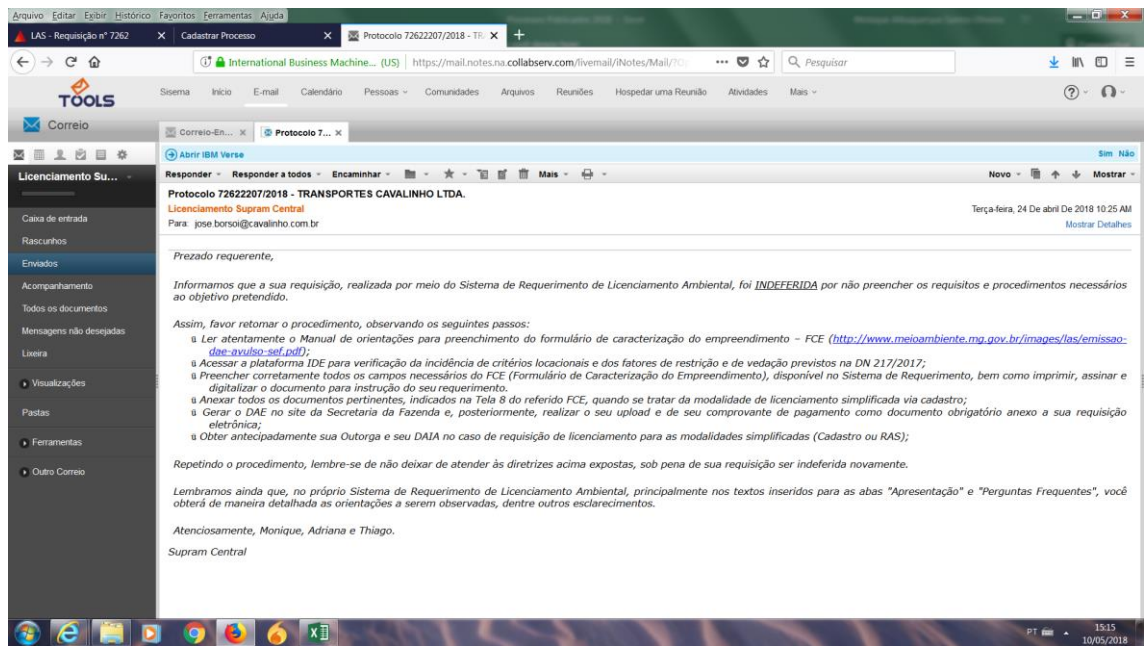 Arquivo Editar Exibir Histórico Favoritos Ferramentas Ajuda
LAS - Requisição n° 7262 X Cadastrar Processo X Protocolo 72622207/2018 - TR X +
International Business Machine... (US) https://mail.notes.na.collabserv.com/livemail/iNotes/Mail/ Pesquisar
TOOLS Sisema Início E-mail Calendário Pessoas Comunidades Arquivos Reuniões Hospedar uma Reunião Atividades Mais
Correio Correio-En... X Protocolo 7... X
Abrir IBM Verse Sim Não
Licenciamento Su... Responder Responder a todos Encaminhar Mais Novo Mostrar
Protocolo 72622207/2018 - TRANSPORTES CAVALINHO LTDA.
Licenciamento Supram Central Terça-feira, 24 De abril De 2018 10:25 AM
Para: jose.borsoi@cavalinho.com.br Mostrar Detalhes
Caixa de entrada
Rascunhos
Enviados
Acompanhamento
Todos os documentos
Mensagens não desejadas
Lixeira
Visualizações
Pastas
Ferramentas
Outro Correio
Prezado requerente,
Informamos que a sua requisição, realizada por meio do Sistema de Requerimento de Licenciamento Ambiental, foi INDEFERIDA por não preencher os requisitos e procedimentos necessários
ao objetivo pretendido.
Assim, favor retomar o procedimento, observando os seguintes passos:
ü Ler atentamente o Manual de orientações para preenchimento do formulário de caracterização do empreendimento – FCE (http://www.meioambiente.mg.gov.br/images/las/emissao-
dae-avulso-sef.pdf);
ü Acessar a plataforma IDE para verificação da incidência de critérios locacionais e dos fatores de restrição e de vedação previstos na DN 217/2017;
ü Preencher corretamente todos os campos necessários do FCE (Formulário de Caracterização do Empreendimento), disponível no Sistema de Requerimento, bem como imprimir, assinar e
digitalizar o documento para instrução do seu requerimento.
ü Anexar todos os documentos pertinentes, indicados na Tela 8 do referido FCE, quando se tratar da modalidade de licenciamento simplificada via cadastro;
ü Gerar o DAE no site da Secretaria da Fazenda e, posteriormente, realizar o seu upload e de seu comprovante de pagamento como documento obrigatório anexo a sua requisição
eletrônica;
ü Obter antecipadamente sua Outorga e seu DAIA no caso de requisição de licenciamento para as modalidades simplificadas (Cadastro ou RAS);
Repetindo o procedimento, lembre-se de não deixar de atender às diretrizes acima expostas, sob pena de sua requisição ser indeferida novamente.
Lembramos ainda que, no próprio Sistema de Requerimento de Licenciamento Ambiental, principalmente nos textos inseridos para as abas "Apresentação" e "Perguntas Frequentes", você
obterá de maneira detalhada as orientações a serem observadas, dentre outros esclarecimentos.
Atenciosamente, Monique, Adriana e Thiago.
Supram Central
PT 15:15
10/05/2018